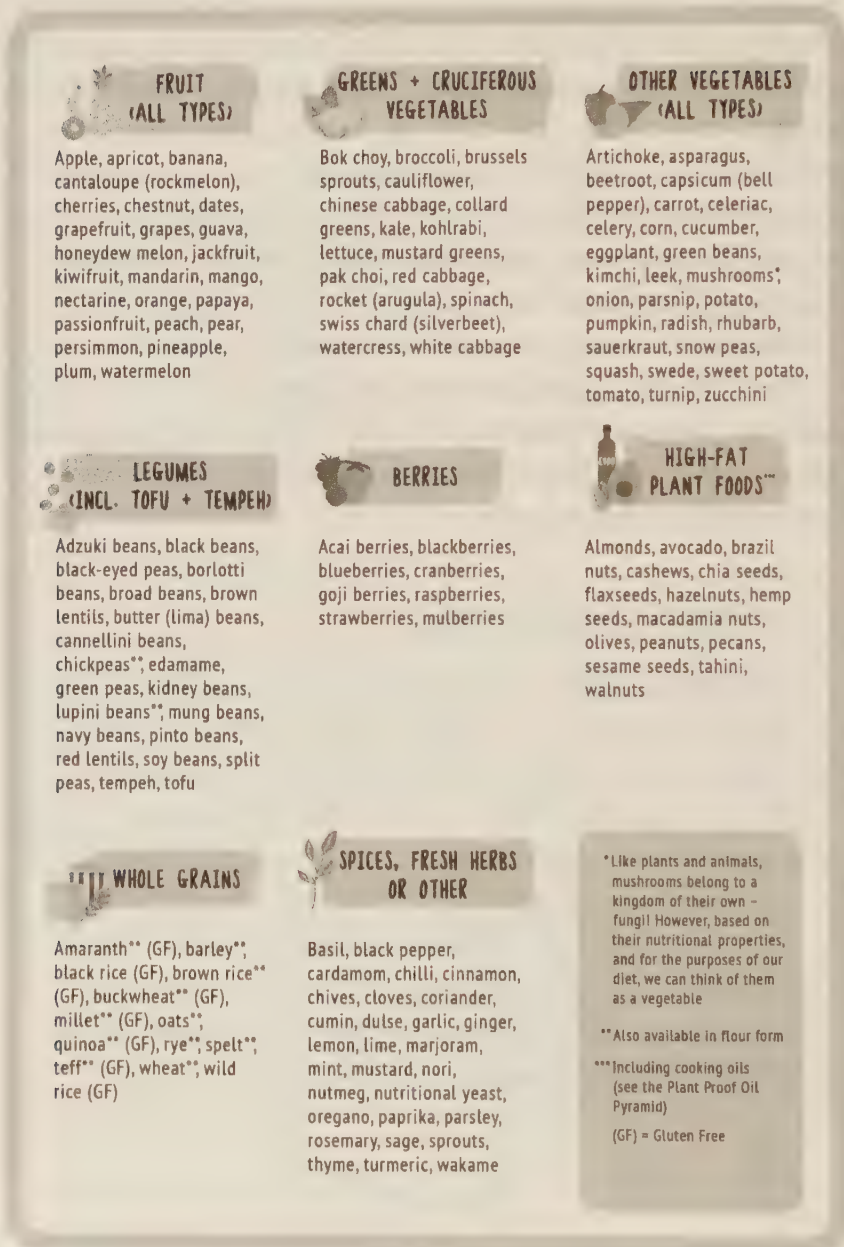 FRUIT
(ALL TYPES)
Apple, apricot, banana,
cantaloupe (rockmelon),
cherries, chestnut, dates,
grapefruit, grapes, guava,
honeydew melon, jackfruit,
kiwifruit, mandarin, mango,
nectarine, orange, papaya,
passionfruit, peach, pear,
persimmon, pineapple,
plum, watermelon
GREENS + CRUCIFEROUS
VEGETABLES
Bok choy, broccoli, brussels
sprouts, cauliflower,
chinese cabbage, collard
greens, kale, kohlrabi,
lettuce, mustard greens,
pak choi, red cabbage,
rocket (arugula), spinach,
swiss chard (silverbeet),
watercress, white cabbage
OTHER VEGETABLES
(ALL TYPES)
Artichoke, asparagus,
beetroot, capsicum (bell
pepper), carrot, celeriac,
celery, corn, cucumber,
eggplant, green beans,
kimchi, leek, mushrooms*,
onion, parsnip, potato,
pumpkin, radish, rhubarb,
sauerkraut, snow peas,
squash, swede, sweet potato,
tomato, turnip, zucchini
LEGUMES
(INCL. TOFU + TEMPEH)
Adzuki beans, black beans,
black-eyed peas, borlotti
beans, broad beans, brown
lentils, butter (lima) beans,
cannellini beans,
chickpeas**, edamame,
green peas, kidney beans,
lupini beans**, mung beans,
navy beans, pinto beans,
red lentils, soy beans, split
peas, tempeh, tofu
BERRIES
Acai berries, blackberries,
blueberries, cranberries,
goji berries, raspberries,
strawberries, mulberries
HIGH-FAT
PLANT FOODS***
Almonds, avocado, brazil
nuts, cashews, chia seeds,
flaxseeds, hazelnuts, hemp
seeds, macadamia nuts,
olives, peanuts, pecans,
sesame seeds, tahini,
walnuts
WHOLE GRAINS
Amaranth** (GF), barley**,
black rice (GF), brown rice**
(GF), buckwheat** (GF),
millet** (GF), oats**,
quinoa** (GF), rye**, spelt**,
teff** (GF), wheat**, wild
rice (GF)
SPICES, FRESH HERBS
OR OTHER
Basil, black pepper,
cardamom, chilli, cinnamon,
chives, cloves, coriander,
cumin, dulse, garlic, ginger,
lemon, lime, marjoram,
mint, mustard, nori,
nutmeg, nutritional yeast,
oregano, paprika, parsley,
rosemary, sage, sprouts,
thyme, turmeric, wakame
*Like plants and animals,
mushrooms belong to a
kingdom of their own –
fungi! However, based on
their nutritional properties,
and for the purposes of our
diet, we can think of them
as a vegetable
**Also available in flour form
***Including cooking oils
(see the Plant Proof Oil
Pyramid)
(GF) = Gluten Free